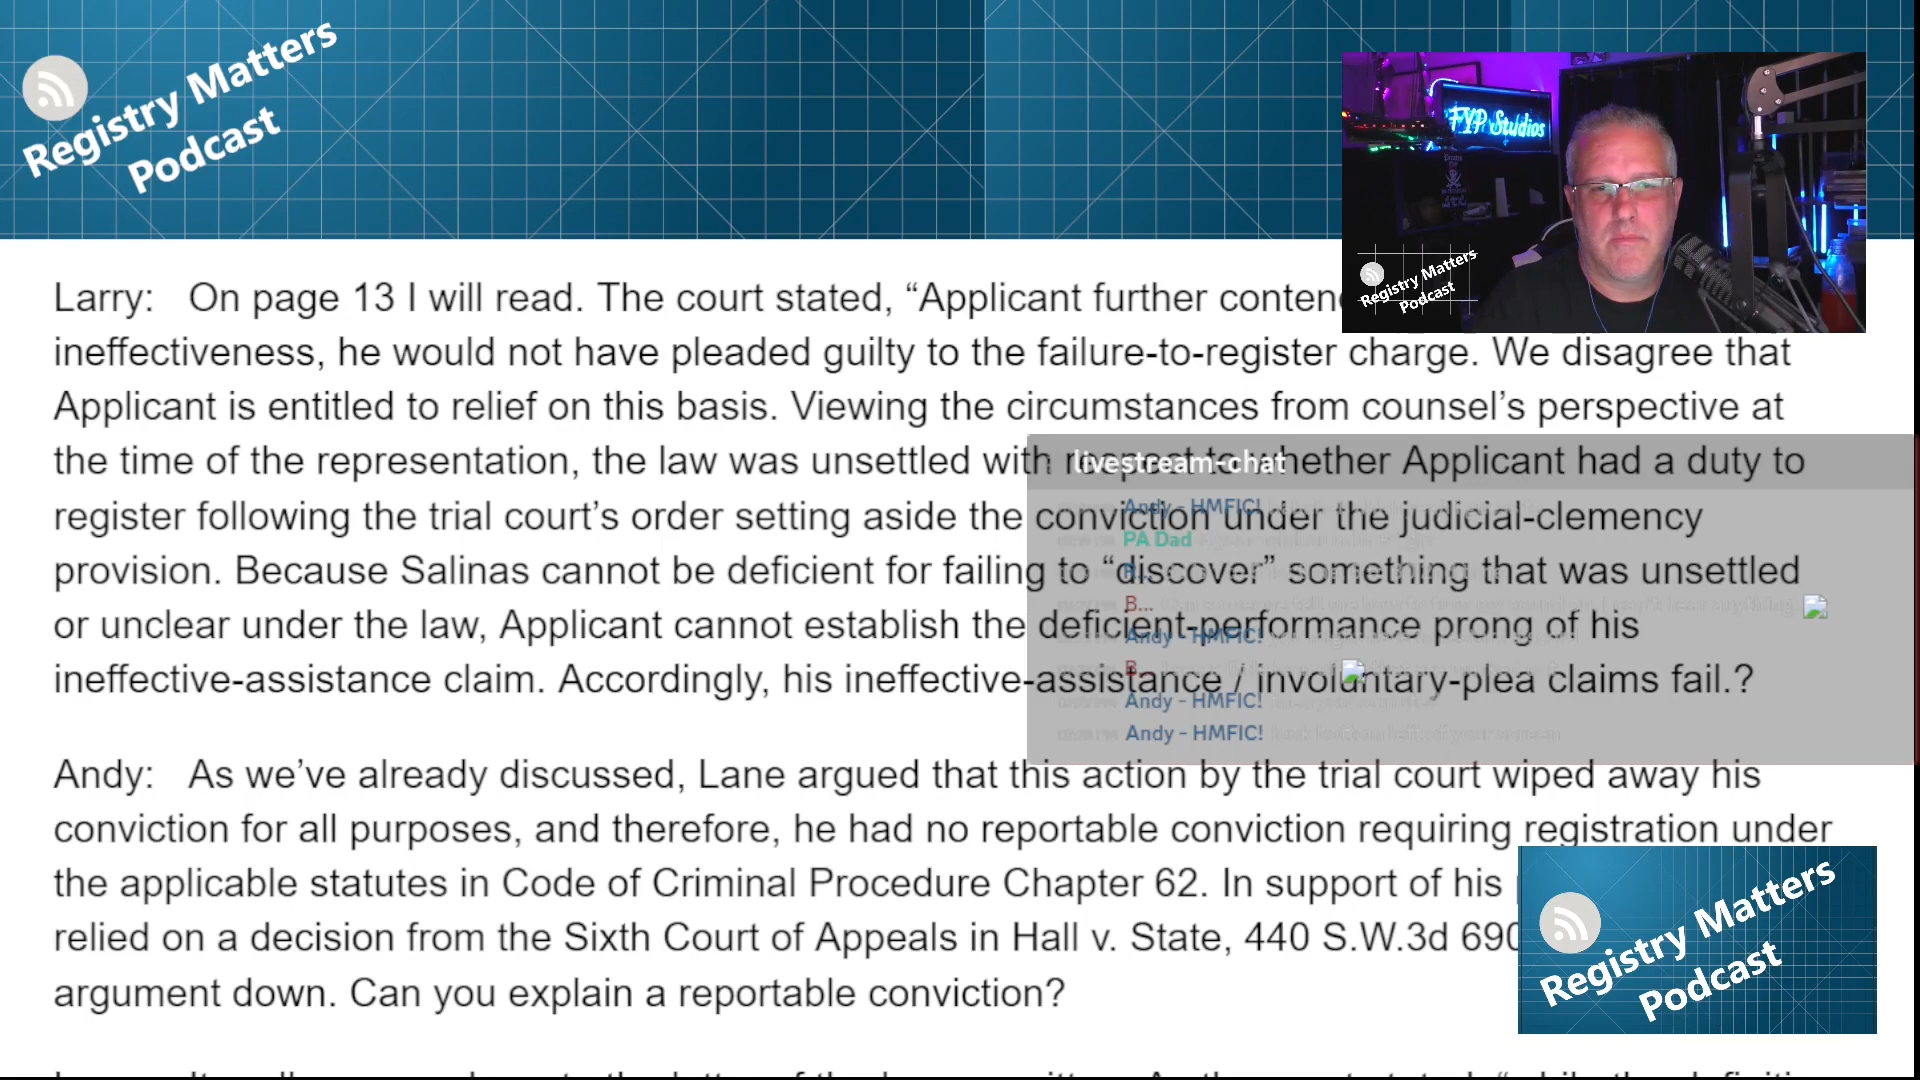 Registry Matters
Podcast
FYP Studios
Registry Matters
Podcast
Larry: On page 13 I will read. The court stated, “Applicant further
ineffectiveness, he would not have pleaded guilty to the failure-to-register charge. We disagree that
Applicant is entitled to relief on this basis. Viewing the circumstances from counsel’s perspective at
the time of the representation, the law was unsettled with respect to whether Applicant had a duty to
register following the trial court’s order setting aside the conviction under the judicial-clemency
provision. Because Salinas cannot be deficient for failing to “discover” something that was unsettled
or unclear under the law, Applicant cannot establish the deficient-performance prong of his
ineffective-assistance claim. Accordingly, his ineffective-assistance / involuntary-plea claims fail.?
livestream-chat
Andy - HMFIC!
PA Dad
B...
Andy - HMFIC!
B...
Andy - HMFIC!
Andy - HMFIC!
Andy: As we’ve already discussed, Lane argued that this action by the trial court wiped away his
conviction for all purposes, and therefore, he had no reportable conviction requiring registration under
the applicable statutes in Code of Criminal Procedure Chapter 62. In support of his
relied on a decision from the Sixth Court of Appeals in Hall v. State, 440 S.W.3d 690
argument down. Can you explain a reportable conviction?
Registry Matters
Podcast